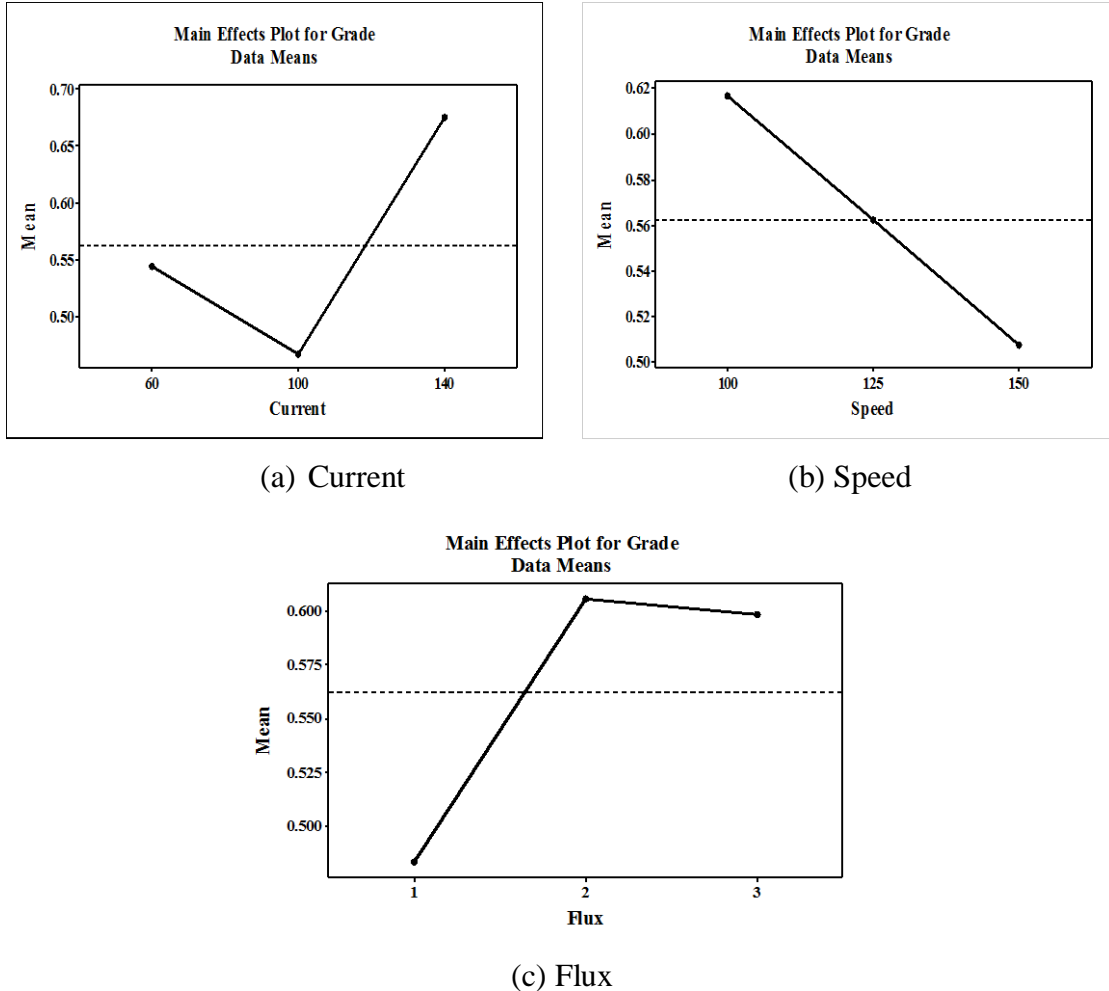 Main Effects Plot for Grade
Data Means
0.70
0.65
0.60
0.55
0.50
Mean
60 100 140
Current
(a) Current
Main Effects Plot for Grade
Data Means
0.62
0.60
0.58
0.56
0.54
0.52
0.50
Mean
100 125 150
Speed
(b) Speed
Main Effects Plot for Grade
Data Means
0.600
0.575
0.550
0.525
0.500
Mean
1 2 3
Flux
(c) Flux